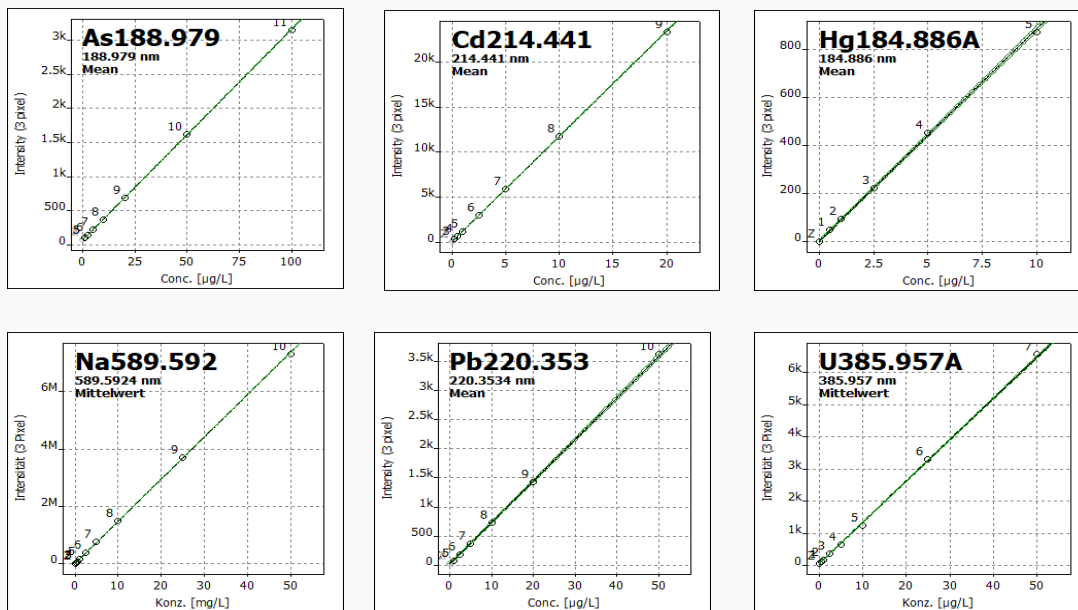 As188.979
188.979 nm
Mean
Intensity (3 pixel)
3k
2.5k
2k
1.5k
1k
500
0
11
10
9
8
7
6
0
25
50
75
100
Conc. [µg/L]
Cd214.441
214.441 nm
Mean
Intensity (3 pixel)
20k
15k
10k
5k
0
9
8
7
6
5
0
5
10
15
20
Conc. [µg/L]
Hg184.886A
184.886 nm
Mean
Intensity (3 pixel)
800
600
400
200
0
5
4
3
2
1
Z
0
2.5
5
7.5
10
Conc. [µg/L]
Na589.592
589.5924 nm
Mittelwert
Intensität (3 Pixel)
6M
4M
2M
0
10
9
8
7
6
5
0
10
20
30
40
50
Konz. [mg/L]
Pb220.353
220.3534 nm
Mean
Intensity (3 pixel)
3.5k
3k
2.5k
2k
1.5k
1k
500
0
10
9
8
7
6
5
0
10
20
30
40
50
Conc. [µg/L]
U385.957A
385.957 nm
Mittelwert
Intensität (3 Pixel)
6k
5k
4k
3k
2k
1k
0
7
6
5
4
3
2
0
10
20
30
40
50
Konz. [µg/L]